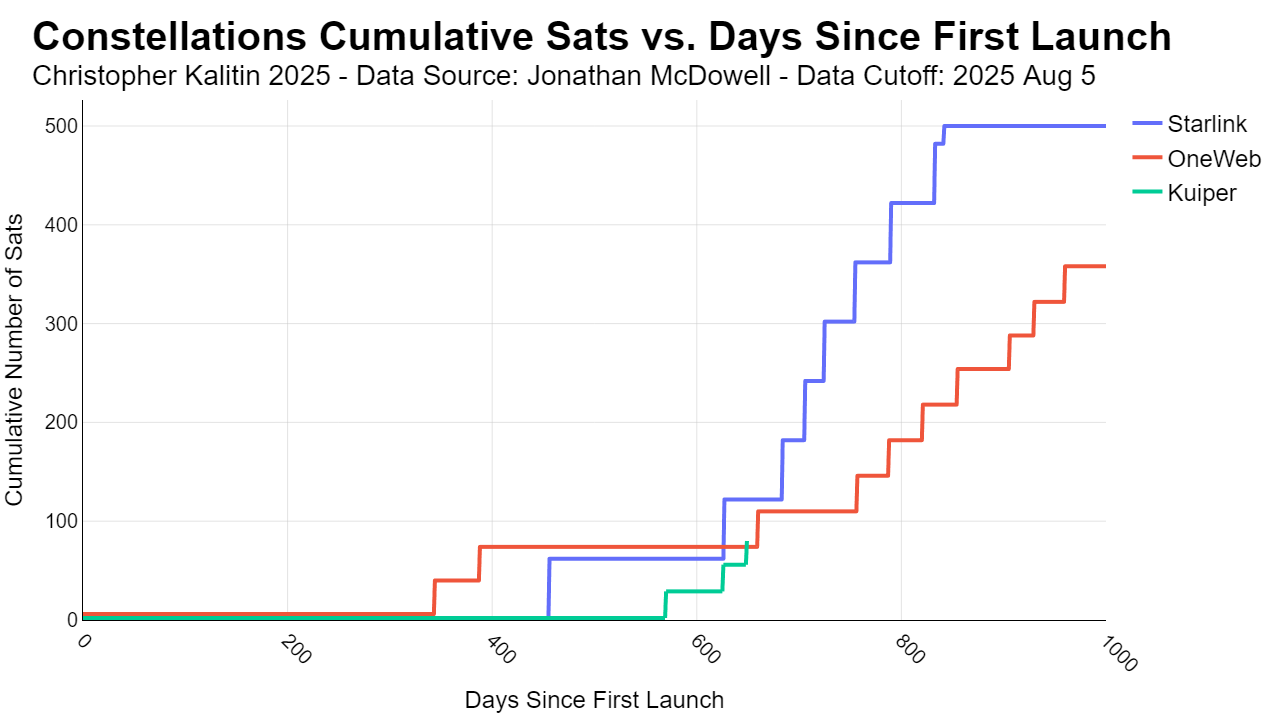 Constellations Cumulative Sats vs. Days Since First Launch
Christopher Kalitin 2025 - Data Source: Jonathan McDowell - Data Cutoff: 2025 Aug 5
Starlink
OneWeb
Kuiper
Cumulative Number of Sats
500
400
300
200
100
0
0
200
400
600
800
1000
Days Since First Launch